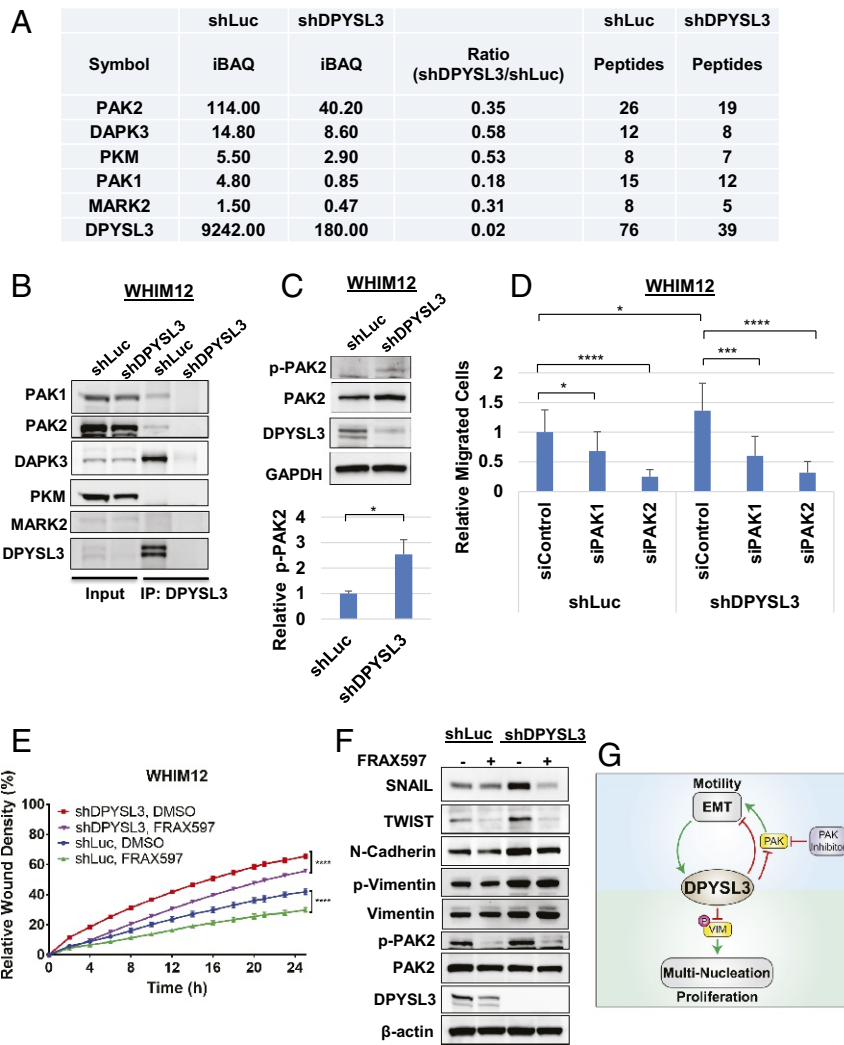 A
shLuc shDPYSL3 shLuc shDPYSL3
Symbol iBAQ iBAQ Ratio (shDPYSL3/shLuc) Peptides Peptides
PAK2 114.00 40.20 0.35 26 19
DAPK3 14.80 8.60 0.58 12 8
PKM 5.50 2.90 0.53 8 7
PAK1 4.80 0.85 0.18 15 12
MARK2 1.50 0.47 0.31 8 5
DPYSL3 9242.00 180.00 0.02 76 39
B
WHIM12
shLuc shDPYSL3 shLuc shDPYSL3
PAK1
PAK2
DAPK3
PKM
MARK2
DPYSL3
Input IP: DPYSL3
C
WHIM12
shLuc shDPYSL3
p-PAK2
PAK2
DPYSL3
GAPDH
Relative p-PAK2
4
3
2
1
0
*
shLuc shDPYSL3
D
WHIM12
* ****
**** ***
*
Relative Migrated Cells
2
1.5
1
0.5
0
siControl siPAK1 siPAK2 siControl siPAK1 siPAK2
shLuc shDPYSL3
E
WHIM12
Relative Wound Density (%)
100
80
60
40
20
0
shDPYSL3, DMSO
shDPYSL3, FRAX597
shLuc, DMSO
shLuc, FRAX597
****
****
0 4 8 12 16 20 24
Time (h)
F
shLuc shDPYSL3
FRAX597 - + - +
SNAIL
TWIST
N-Cadherin
p-Vimentin
Vimentin
p-PAK2
PAK2
DPYSL3
β-actin
G
Motility
EMT
PAK
PAK Inhibitor
DPYSL3
P
VIM
Multi-Nucleation
Proliferation